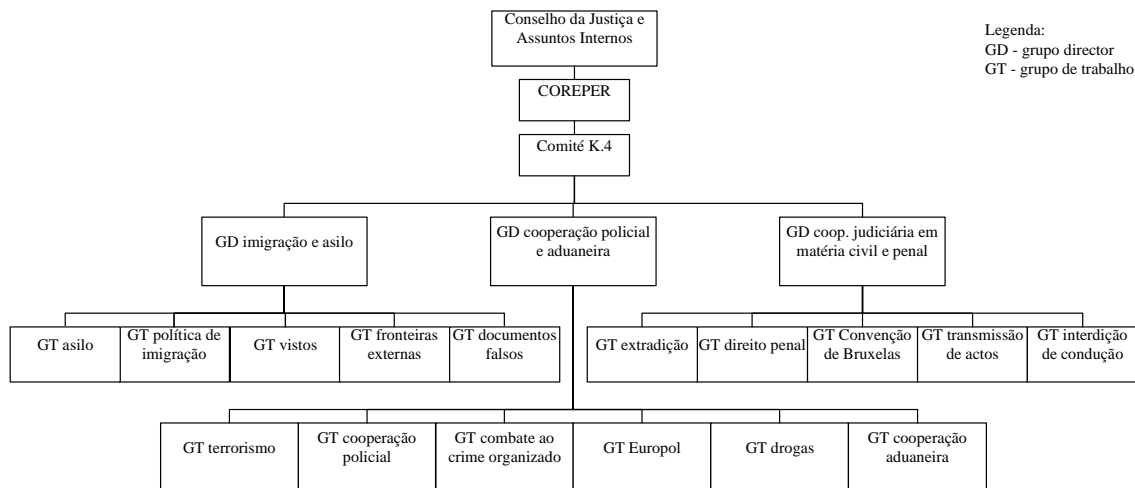 Conselho da Justiça e
Assuntos Internos
Legenda:
GD - grupo director
GT - grupo de trabalho
COREPER
Comité K.4
GD imigração e asilo
GD cooperação policial
e aduaneira
GD coop. judiciária em
matéria civil e penal
GT asilo
GT política de
imigração
GT vistos
GT fronteiras
externas
GT documentos
falsos
GT extradição
GT direito penal
GT Convenção
de Bruxelas
GT transmissão
de actos
GT interdição
de condução
GT terrorismo
GT cooperação
policial
GT combate ao
crime organizado
GT Europol
GT drogas
GT cooperação
aduaneira